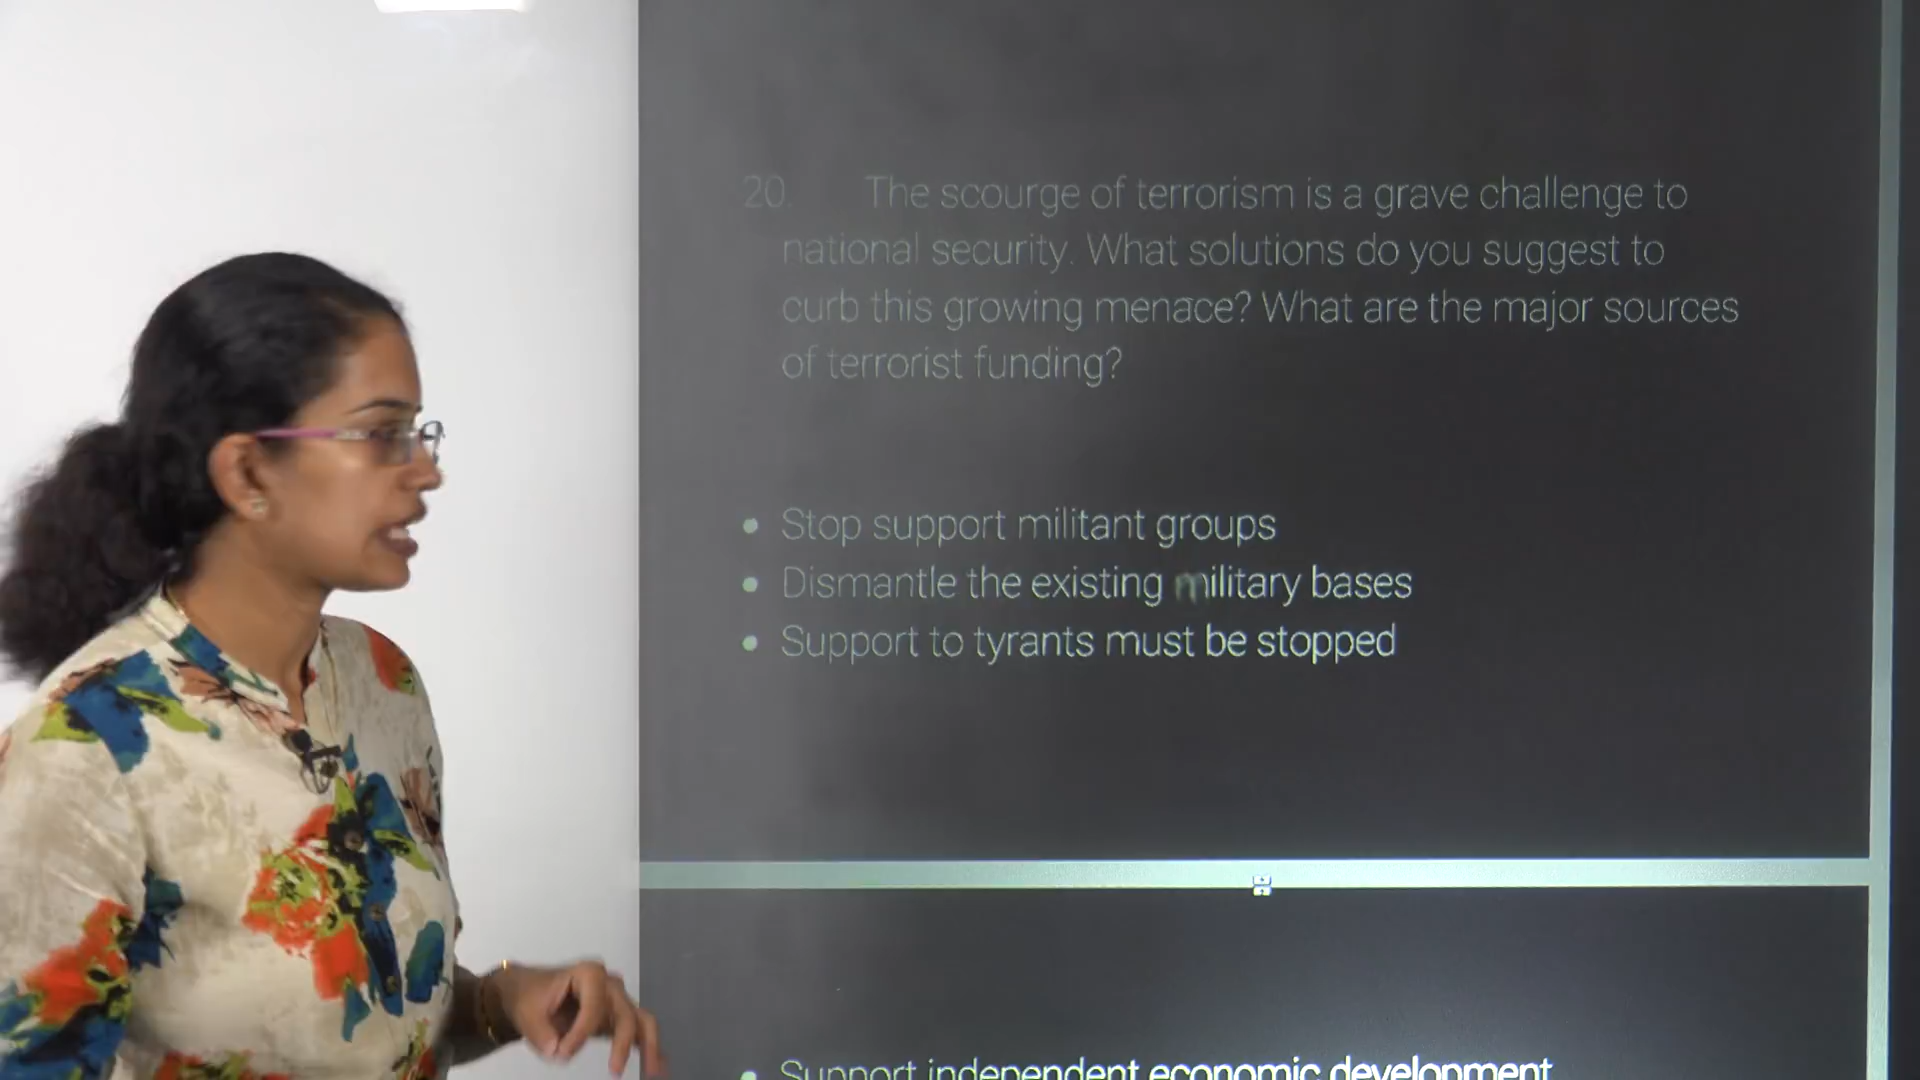 20. The scourge of terrorism is a grave challenge to
national security. What solutions do you suggest to
curb this growing menace? What are the major sources
of terrorist funding?
• Stop support militant groups
• Dismantle the existing military bases
• Support to tyrants must be stopped
• Support independent economic development